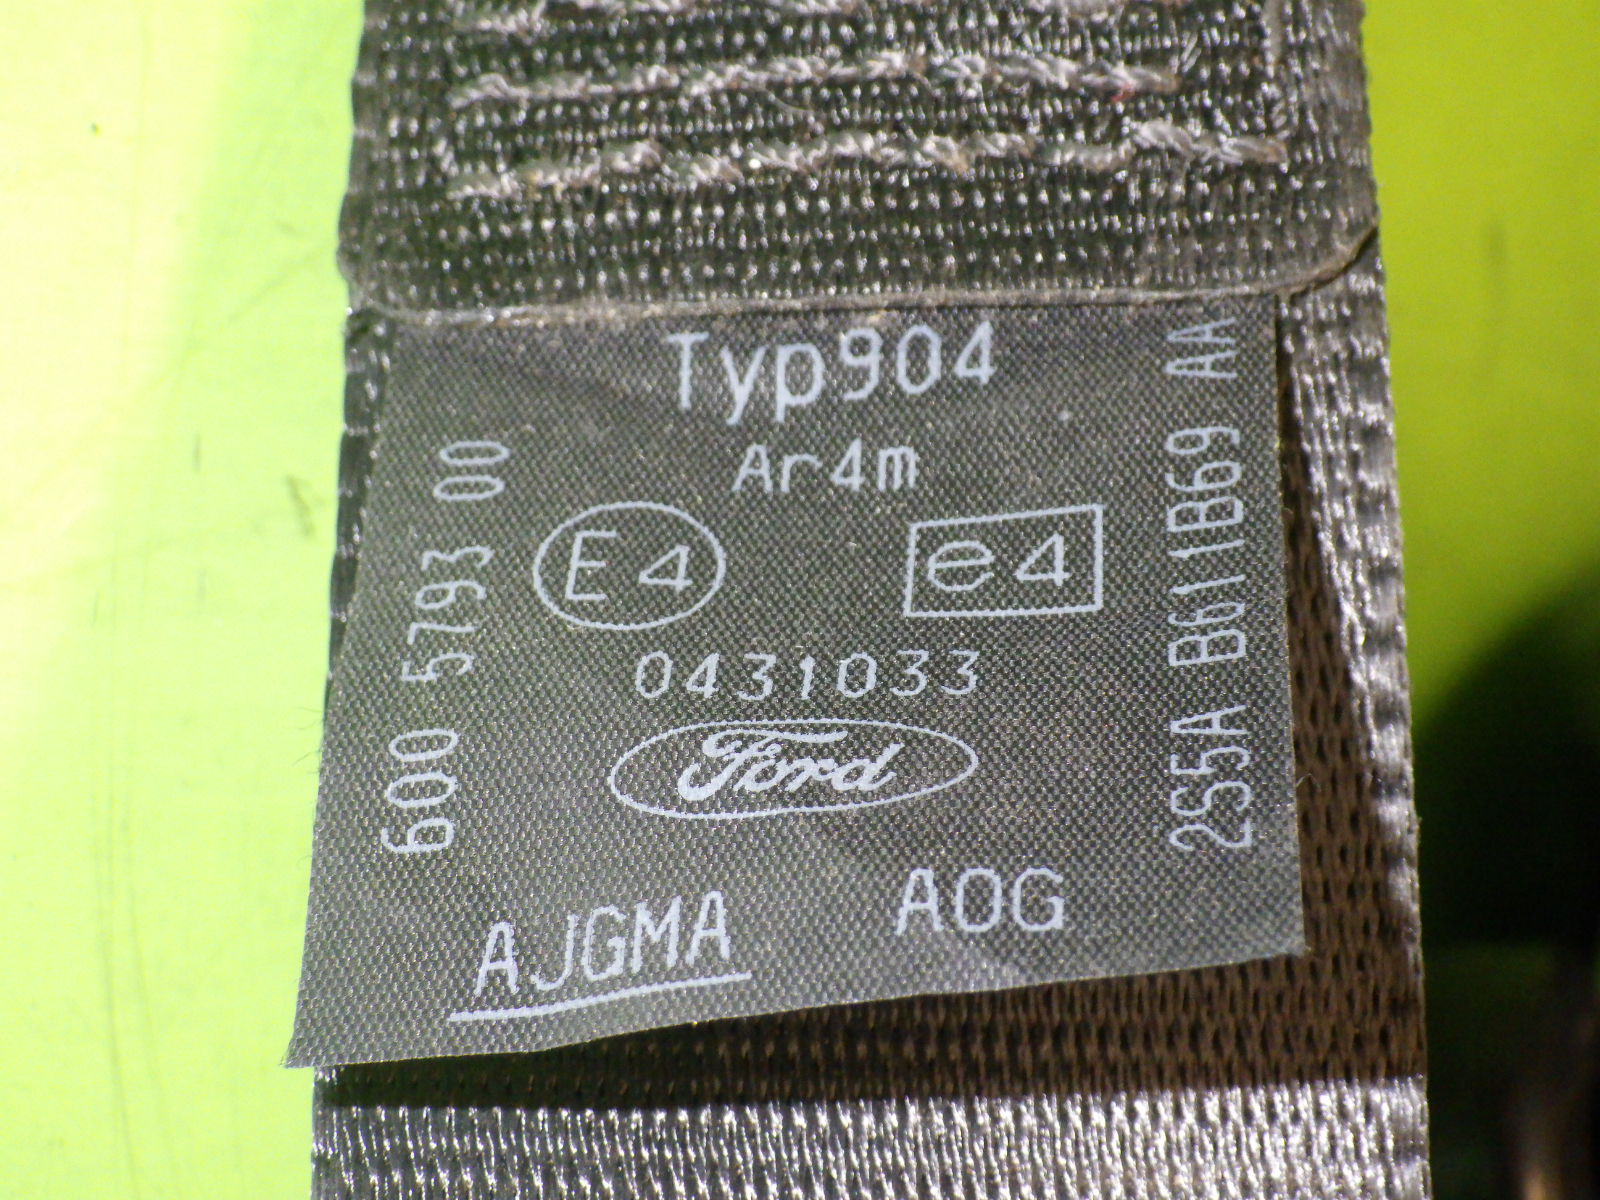 Typ904
Ar4m
E4
e4
0431033
Ford
AJGMA
AOG
600 5793 00
2S5A B611B69 AA